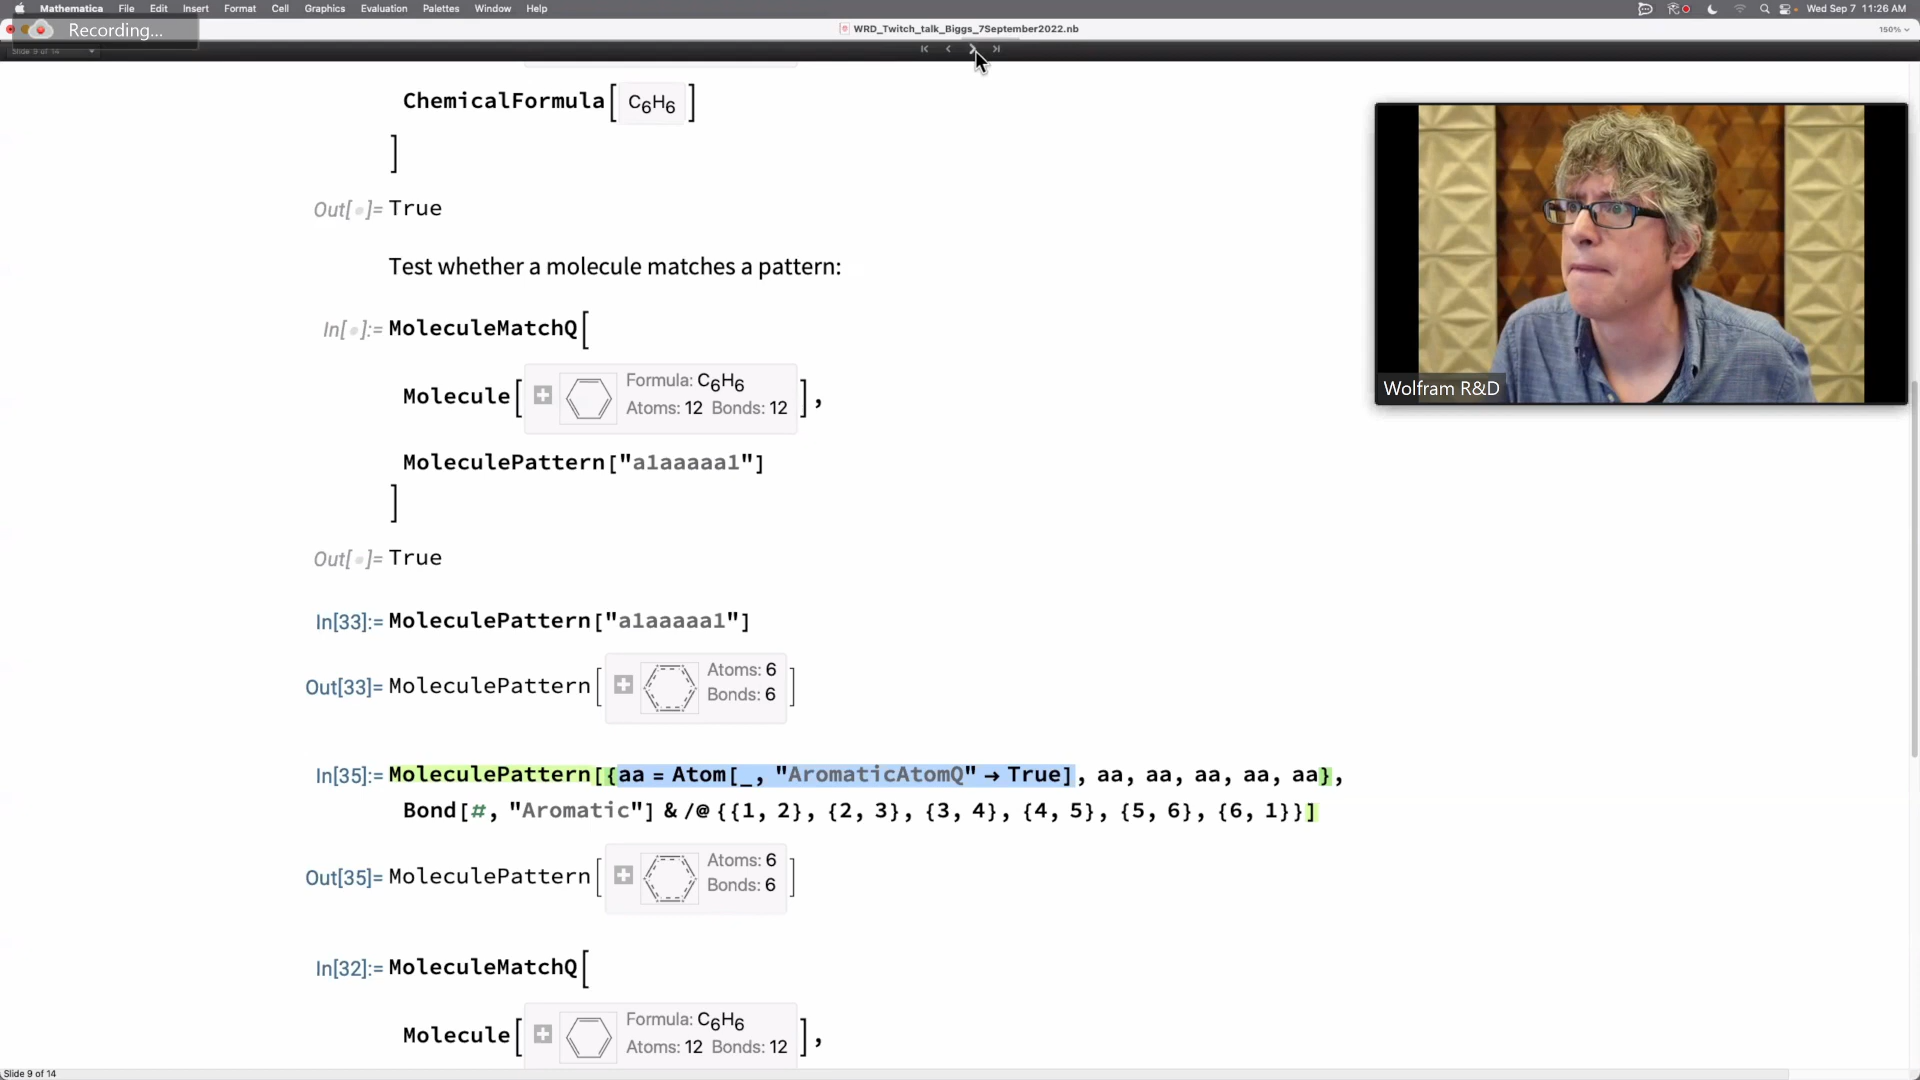 Mathematica File Edit Insert Format Cell Graphics Evaluation Palettes Window Help Wed Sep 7 11:26 AM
Recording...
WRD_Twitch_talk_Biggs_7September2022.nb
150%
Slide 9 of 14
ChemicalFormula[ C6H6 ]
]
Out[ ]= True
Test whether a molecule matches a pattern:
In[ ]:= MoleculeMatchQ[
Molecule[ Formula: C6H6
Atoms: 12 Bonds: 12 ],
MoleculePattern["a1aaaaa1"]
]
Out[ ]= True
In[33]:= MoleculePattern["a1aaaaa1"]
Out[33]= MoleculePattern[ Atoms: 6
Bonds: 6 ]
In[35]:= MoleculePattern[{aa = Atom[_, "AromaticAtomQ" → True], aa, aa, aa, aa, aa},
Bond[#, "Aromatic"] & /@ {{1, 2}, {2, 3}, {3, 4}, {4, 5}, {5, 6}, {6, 1}}]
Out[35]= MoleculePattern[ Atoms: 6
Bonds: 6 ]
In[32]:= MoleculeMatchQ[
Molecule[ Formula: C6H6
Atoms: 12 Bonds: 12 ],
Wolfram R&D
Slide 9 of 14